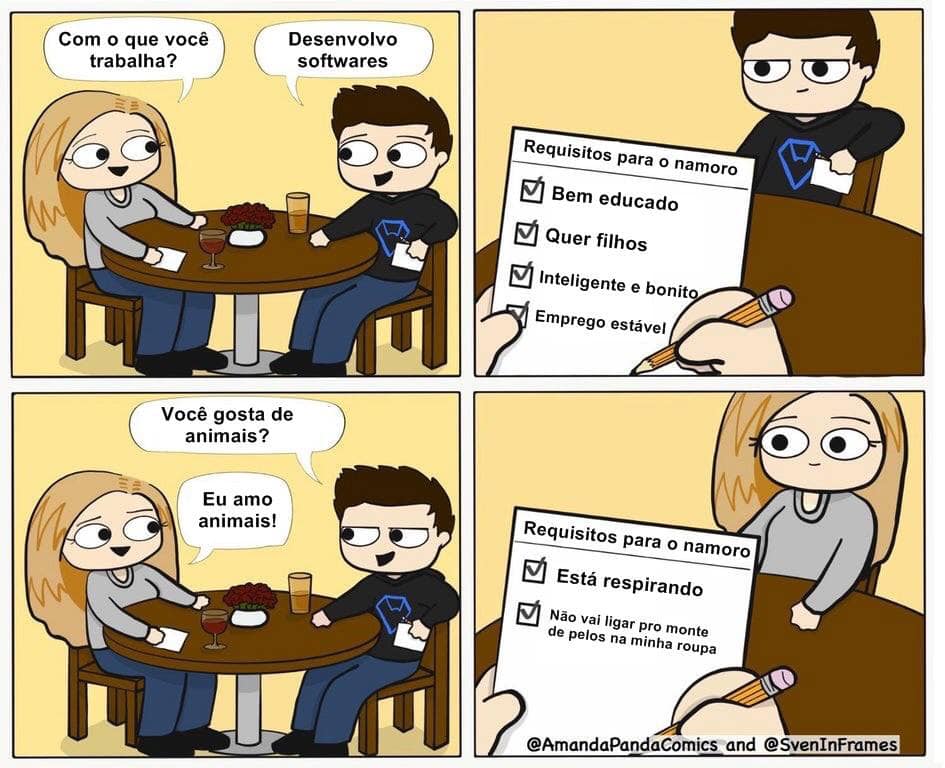 Com o que você
trabalha?
Desenvolvo
softwares
Requisitos para o namoro
Bem educado
Quer filhos
Inteligente e bonito
Emprego estável
Você gosta de
animais?
Eu amo
animais!
Requisitos para o namoro
Está respirando
Não vai ligar pro monte
de pelos na minha roupa
@AmandaPandaComics and @SvenInFrames